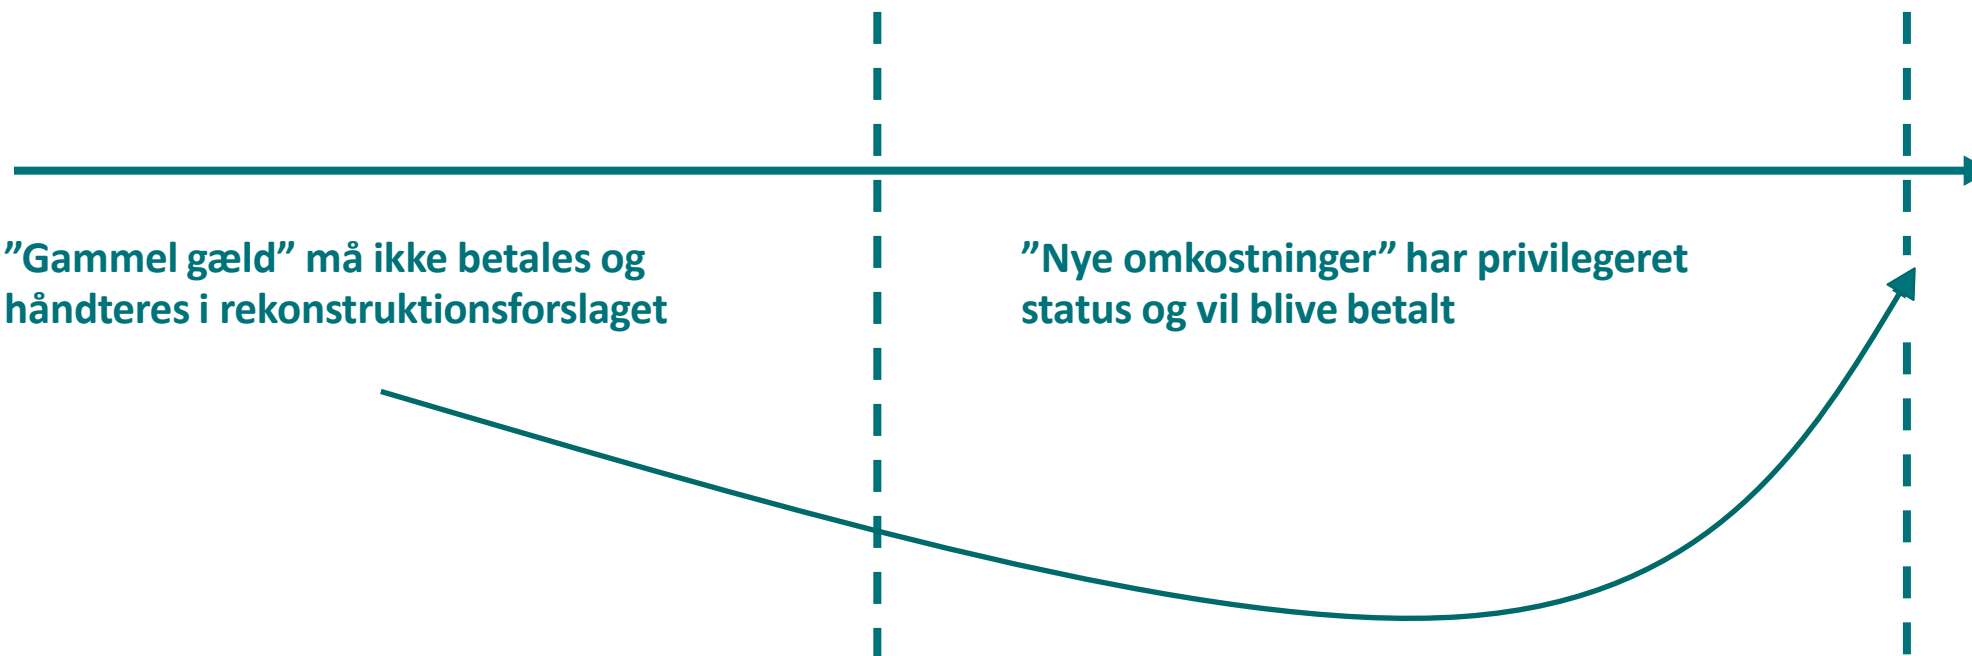 ”Gammel gæld” må ikke betales og
håndteres i rekonstruktionsforslaget
”Nye omkostninger” har privilegeret
status og vil blive betalt